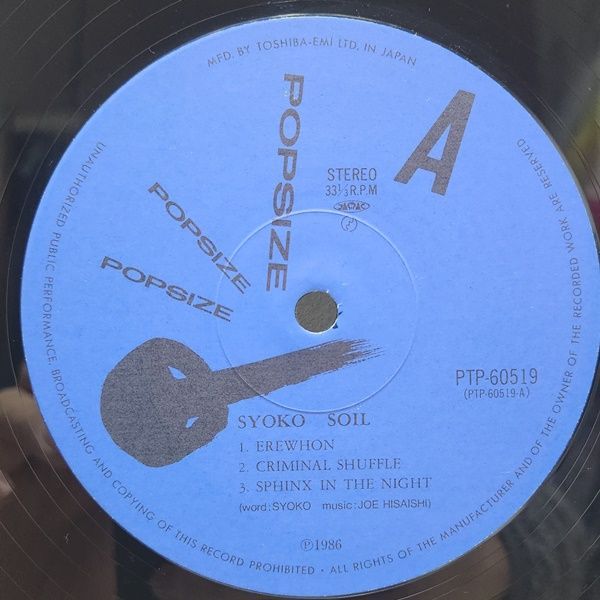 MFD. BY TOSHIBA-EMI LTD. IN JAPAN
A
POPSIZE
POPSIZE
POPSIZE
STEREO
33⅓ R.P.M
JASRAC
PTP-60519
(PTP-60519-A)
SYOKO SOIL
1. EREWHON
2. CRIMINAL SHUFFLE
3. SPHINX IN THE NIGHT
(word:SYOKO music:JOE HISAISHI)
Ⓟ1986
UNAUTHORIZED PUBLIC PERFORMANCE, BROADCASTING AND COPYING OF THIS RECORD PROHIBITED · ALL RIGHTS OF THE MANUFACTURER AND OF THE OWNER OF THE RECORDED WORK ARE RESERVED